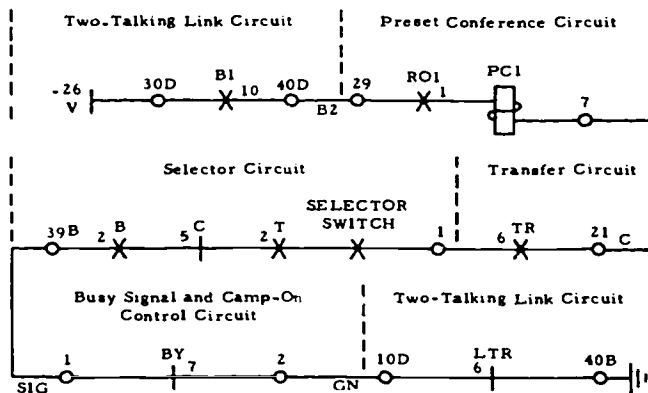 Two-Talking Link Circuit
Preset Conference Circuit
-26 V
30D
B1
10
40D
B2
29
RO1
1
PC1
7
Selector Circuit
Transfer Circuit
39 B
2
B
5
C
2
T
SELECTOR SWITCH
1
6
TR
21
C
Busy Signal and Camp-On
Control Circuit
Two-Talking Link Circuit
SIG
1
BY
7
2
GN
10D
LTR
6
40B